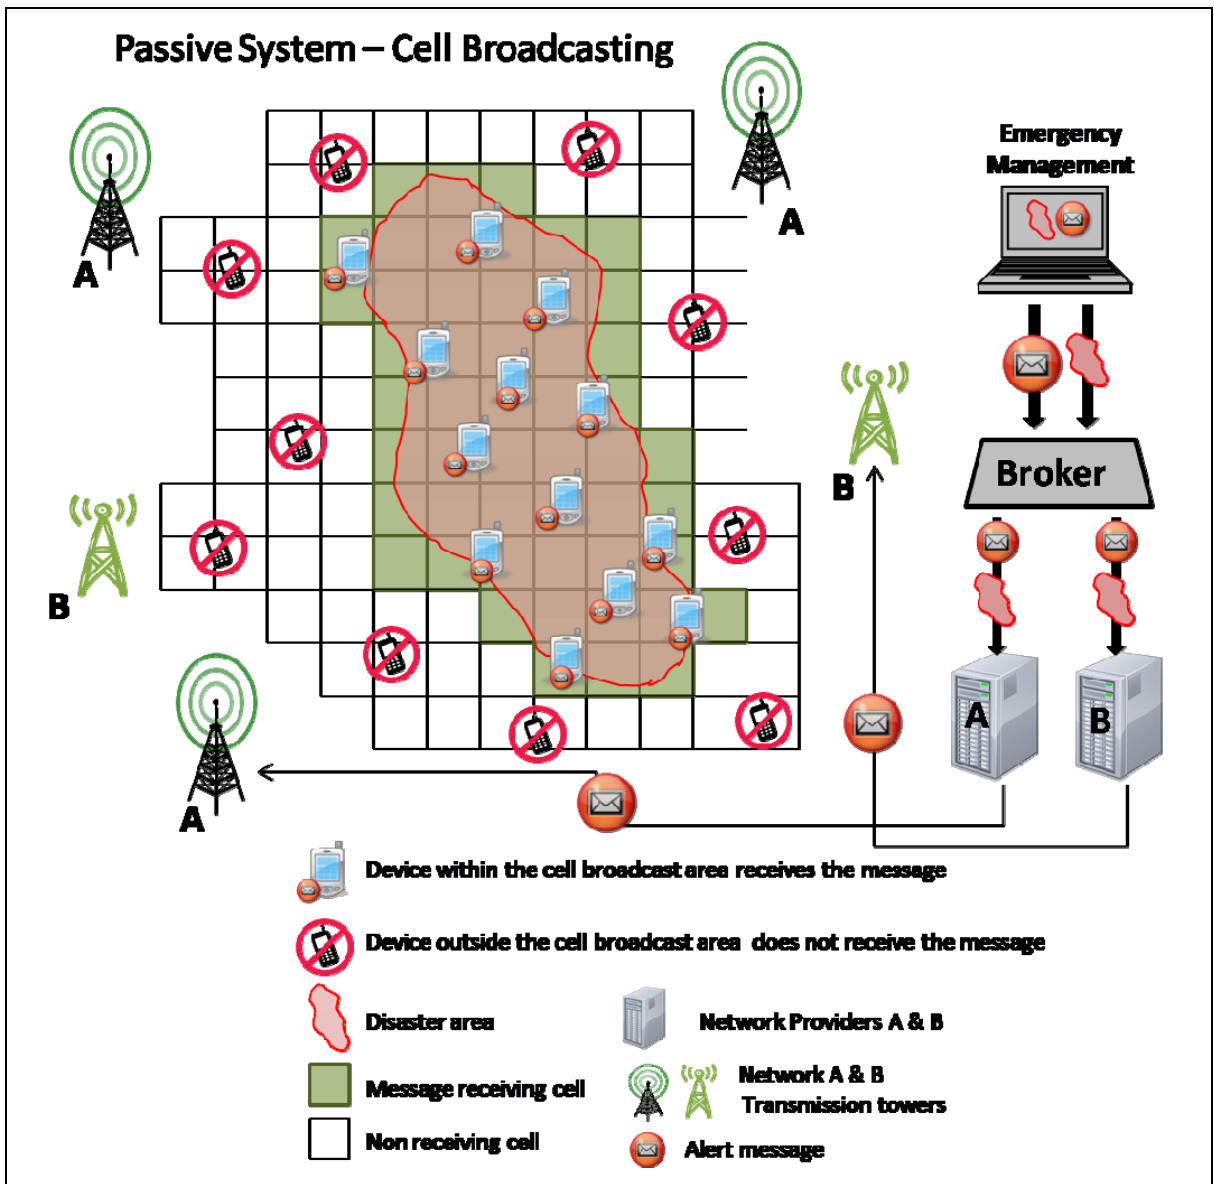 Passive System – Cell Broadcasting
A
A
Emergency
Management
B
Broker
B
A
B
A
Device within the cell broadcast area receives the message
Device outside the cell broadcast area does not receive the message
Disaster area
Network Providers A & B
Message receiving cell
Network A & B
Transmission towers
Non receiving cell
Alert message